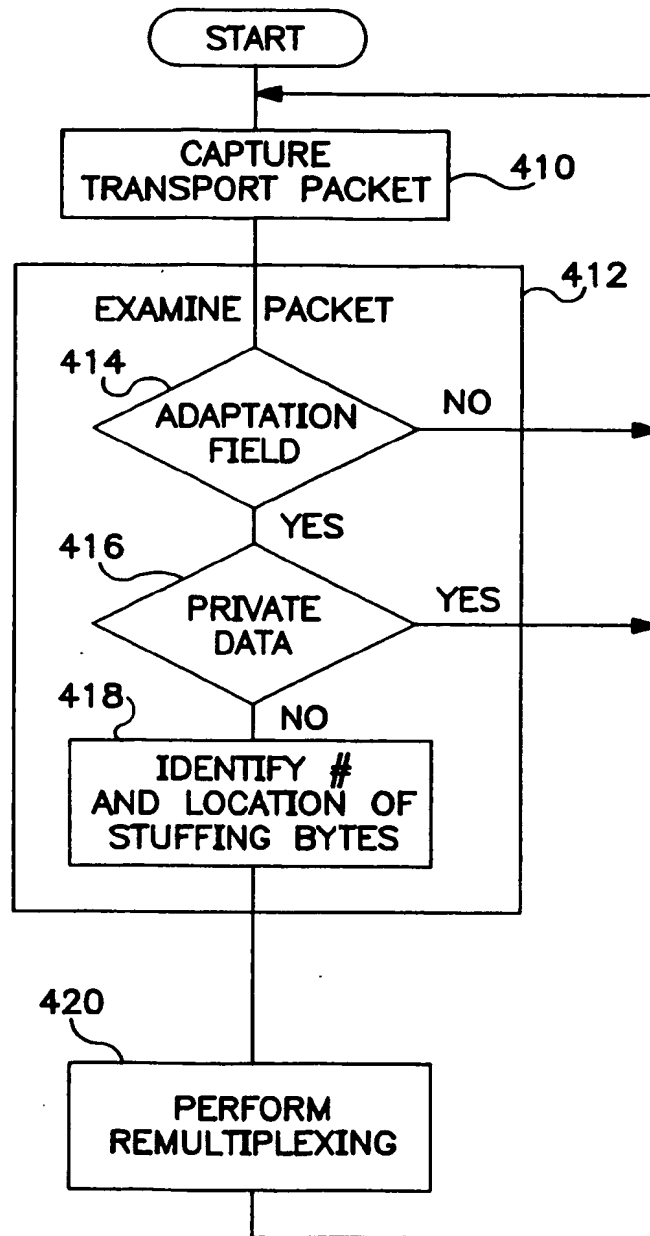 START
CAPTURE
TRANSPORT PACKET
410
412
EXAMINE PACKET
414
ADAPTATION
FIELD
NO
YES
416
PRIVATE
DATA
YES
418
NO
IDENTIFY #
AND LOCATION OF
STUFFING BYTES
420
PERFORM
REMULTIPLEXING